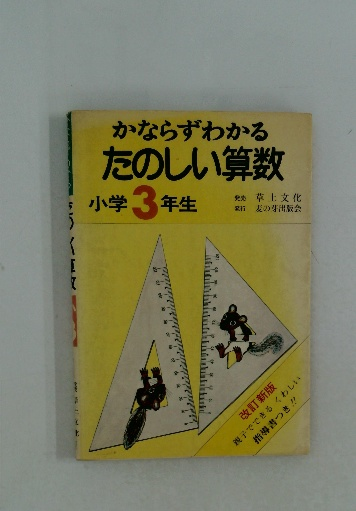 かならずわかる
たのしい算数
小学3年生
発売 草土文化
発行 麦の芽出版会
改訂新版
親子でできる くわしい
指導書つき!!